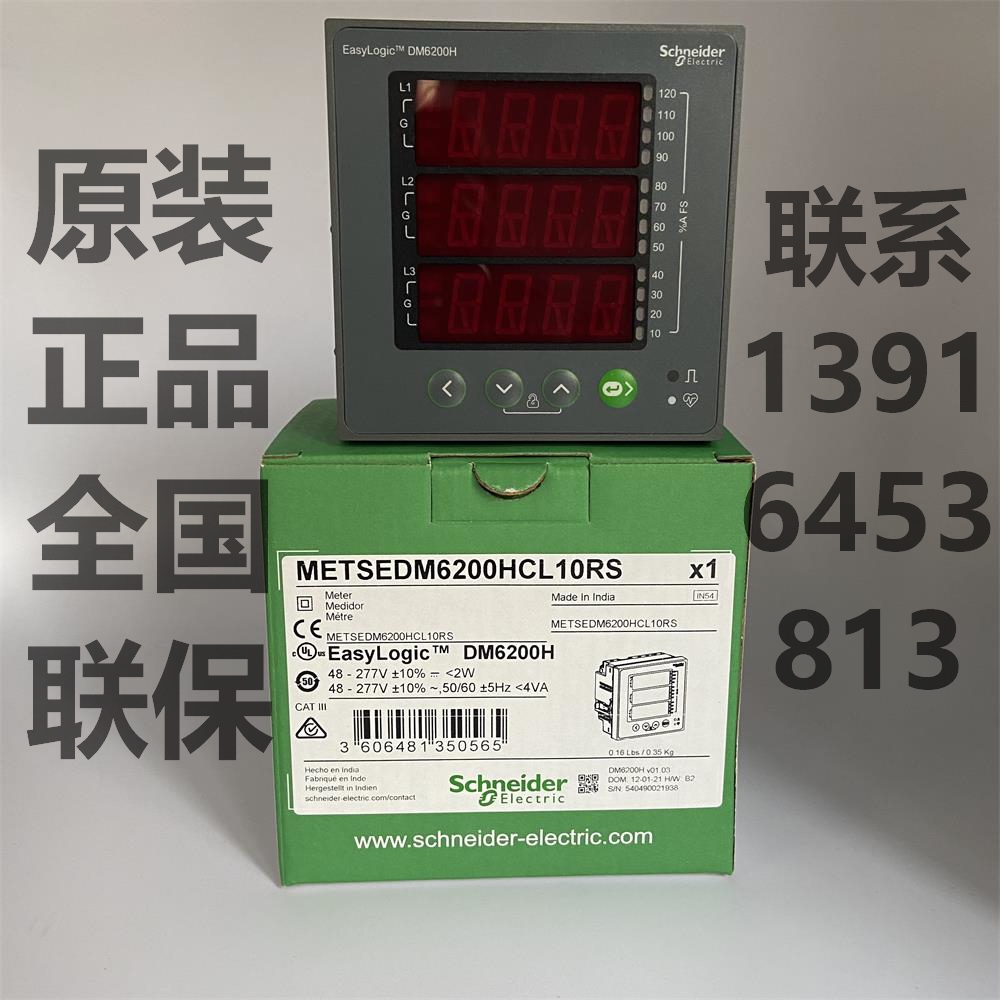 EasyLogic™ DM6200H
Schneider
Electric
L1
G
L2
G
L3
G
120
110
100
90
80
70
60
50
40
30
20
10
%A FS
原装
正品
全国
联保
联系
1391
6453
813
METSEDM6200HCL10RS x1
Meter
Medidor
Mètre
Made In India IN54
METSEDM6200HCL10RS
METSEDM6200HCL10RS
EasyLogic™ DM6200H
48 - 277V ±10% ⎓ <2W
48 - 277V ±10% ~,50/60 ±5Hz <4VA
CE
c UL us
50
CAT III
3 606481 350565
0 16 Lbs / 0.35 Kg
Hecho en India
Fabriqué en Inde
Hergestellt in Indien
schneider-electric.com/contact
Schneider
Electric
DM6200H v01.03
DOM: 12-01-21 H/W: B2
S/N: 540490021938
www.schneider-electric.com